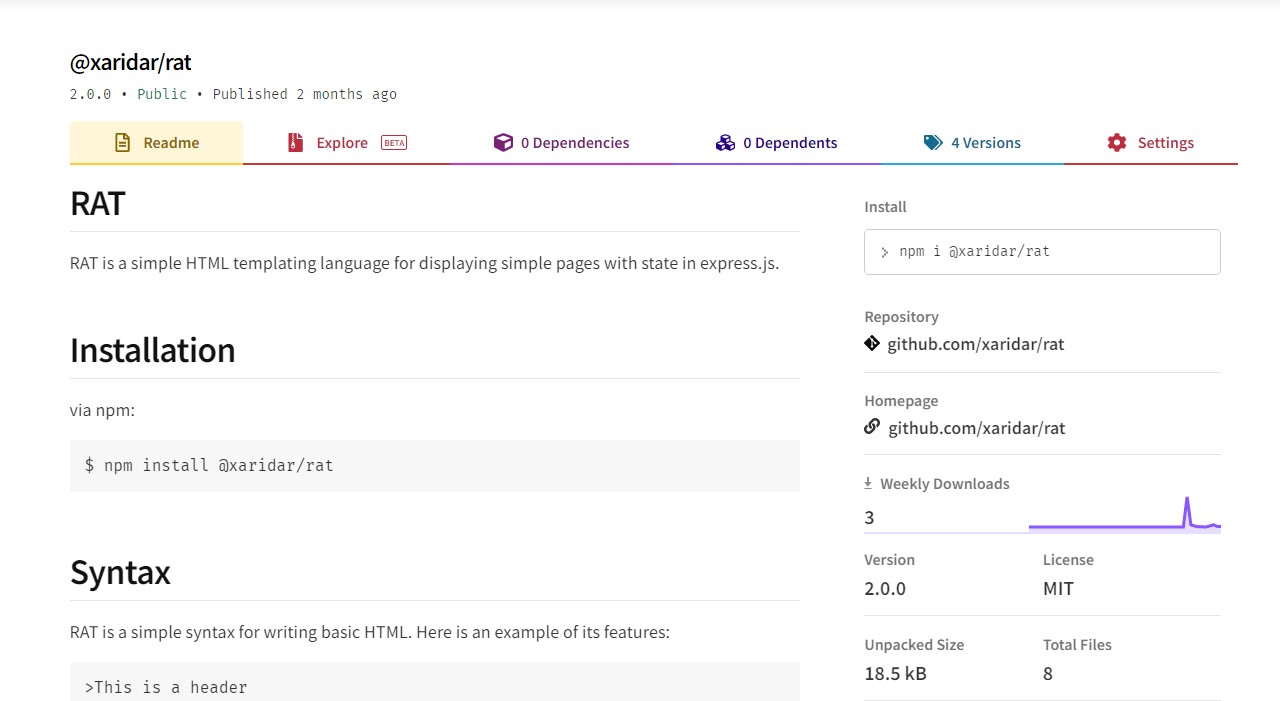 @xaridar/rat
2.0.0 • Public • Published 2 months ago
Readme
Explore BETA
0 Dependencies
0 Dependents
4 Versions
Settings
RAT
RAT is a simple HTML templating language for displaying simple pages with state in express.js.
Installation
via npm:
$ npm install @xaridar/rat
Syntax
RAT is a simple syntax for writing basic HTML. Here is an example of its features:
>This is a header
Install
> npm i @xaridar/rat
Repository
github.com/xaridar/rat
Homepage
github.com/xaridar/rat
Weekly Downloads
3
Version
2.0.0
License
MIT
Unpacked Size
18.5 kB
Total Files
8